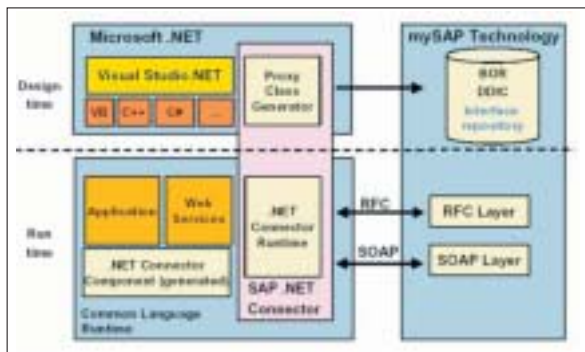 Microsoft .NET
mySAP Technology
Design
time
Visual Studio.NET
VB
C++
C#
...
Proxy
Class
Generator
BOR
DDIC
Interface
repository
Run
time
Application
Web
Services
.NET
Connector
Runtime
RFC
RFC Layer
SOAP
SOAP Layer
.NET Connector
Component (generated)
SAP .NET
Connector
Common Language
Runtime